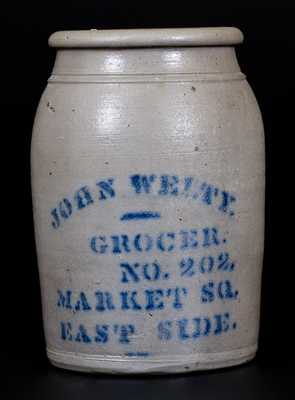 JOHN WELTY.
GROCER.
NO. 202,
MARKET SQ.
EAST SIDE.